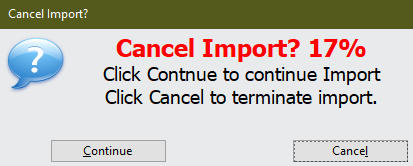 Cancel Import?
Cancel Import? 17%
Click Contnue to continue Import
Click Cancel to terminate import.
Continue
Cancel